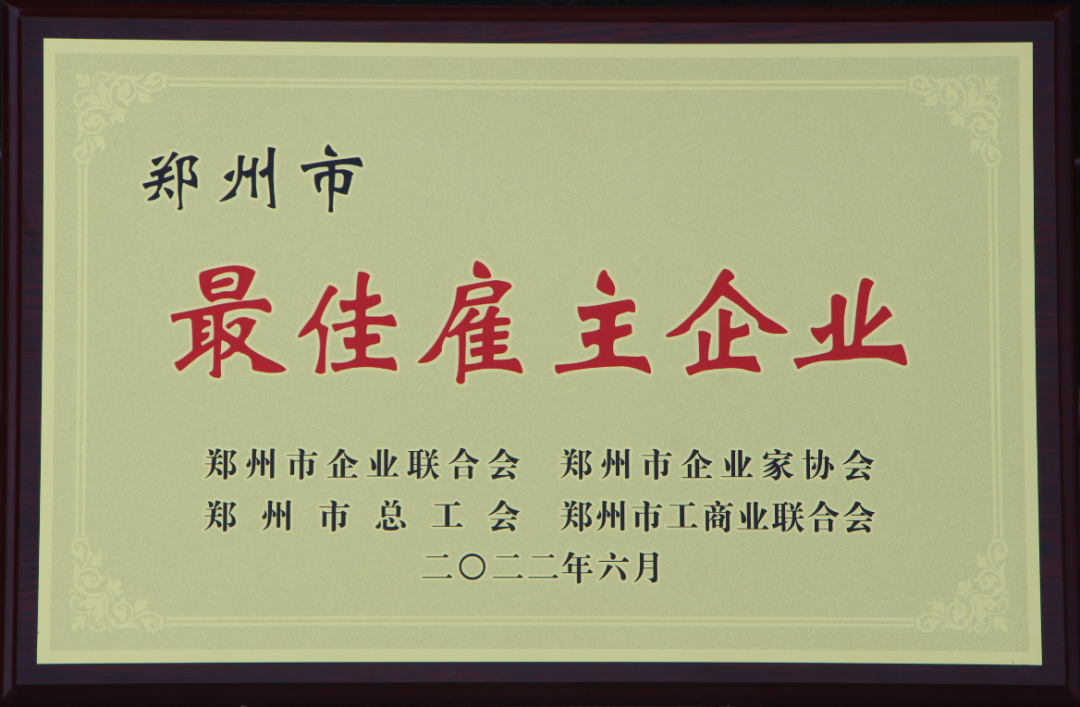 郑州市
最佳雇主企业
郑州市企业联合会 郑州市企业家协会
郑州市总工会 郑州市工商业联合会
二〇二二年六月